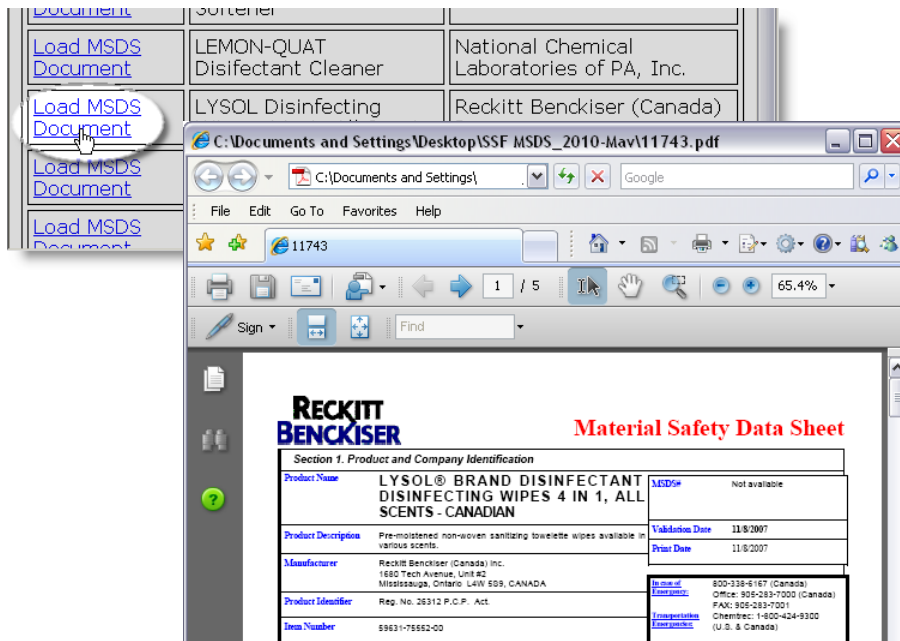 Document
Softener
Load MSDS
Document
LEMON-QUAT
Disifectant Cleaner
National Chemical
Laboratories of PA, Inc.
Load MSDS
Document
LYSOL Disinfecting
Reckitt Benckiser (Canada)
Load MSDS
Document
Load MSDS
Document
C:\Documents and Settings\Desktop\SSF MSDS_2010-May\11743.pdf
C:\Documents and Settings\
Google
File Edit Go To Favorites Help
11743
1 / 5
65.4%
Sign
Find
RECKITT
BENCKISER
Material Safety Data Sheet
Section 1. Product and Company Identification
Product Name
LYSOL® BRAND DISINFECTANT
DISINFECTING WIPES 4 IN 1, ALL
SCENTS - CANADIAN
MSDS#
Not available
Validation Date 11/8/2007
Print Date 11/8/2007
Product Description
Pre-moistened non-woven sanitizing towelette wipes available in
various scents.
Manufacturer
Reckitt Benckiser (Canada) Inc.
1680 Tech Avenue, Unit #2
Mississauga, Ontario L4W 5S9, CANADA
In case of
Emergency:
800-338-6167 (Canada)
Office: 905-283-7000 (Canada)
FAX: 905-283-7001
Transportation
Emergencies:
Chemtrec: 1-800-424-9300
(U.S. & Canada)
Product Identifier
Reg. No. 26312 P.C.P. Act.
Item Number
59631-75552-00